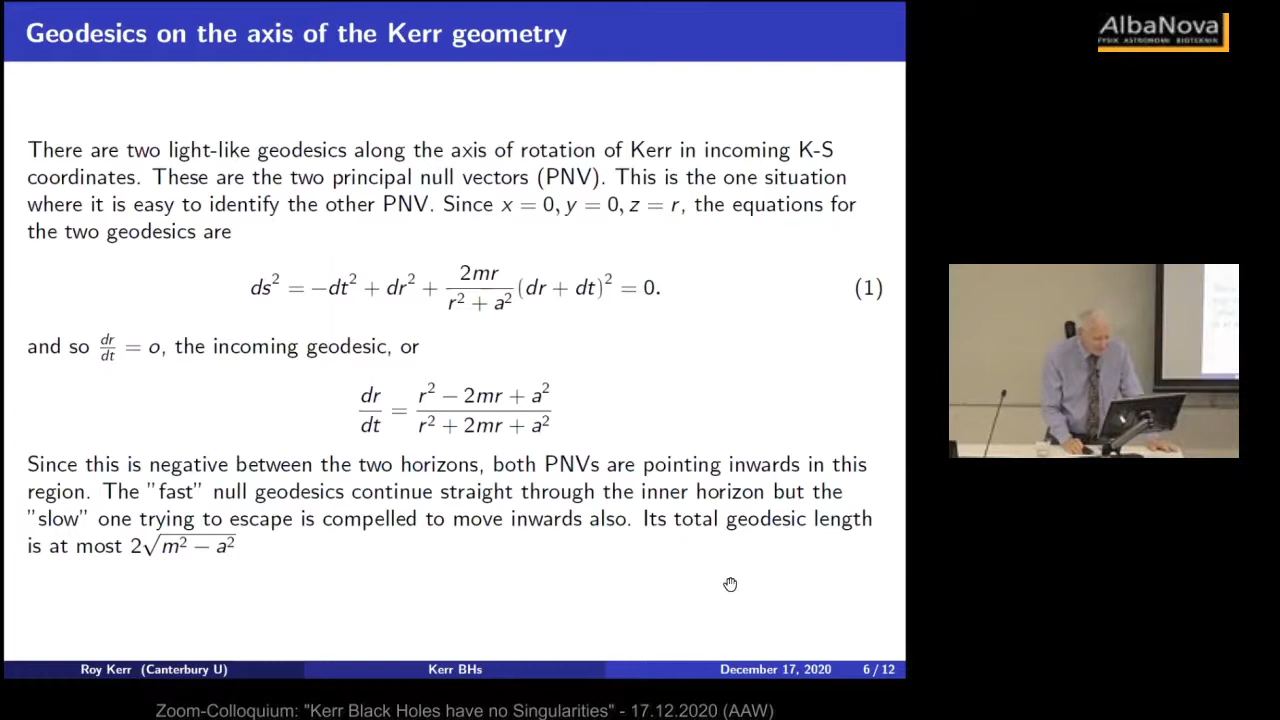 Geodesics on the axis of the Kerr geometry
AlbaNova
FYSIK ASTRONOMI BIOTEKNIK
There are two light-like geodesics along the axis of rotation of Kerr in incoming K-S
coordinates. These are the two principal null vectors (PNV). This is the one situation
where it is easy to identify the other PNV. Since x = 0, y = 0, z = r, the equations for
the two geodesics are
ds² = −dt² + dr² + 2mr/(r² + a²) (dr + dt)² = 0. (1)
and so dr/dt = o, the incoming geodesic, or
dr/dt = (r² − 2mr + a²)/(r² + 2mr + a²)
Since this is negative between the two horizons, both PNVs are pointing inwards in this
region. The "fast" null geodesics continue straight through the inner horizon but the
"slow" one trying to escape is compelled to move inwards also. Its total geodesic length
is at most 2√(m² − a²)
Roy Kerr (Canterbury U) Kerr BHs December 17, 2020 6 / 12
Zoom-Colloquium: "Kerr Black Holes have no Singularities" - 17.12.2020 (AAW)